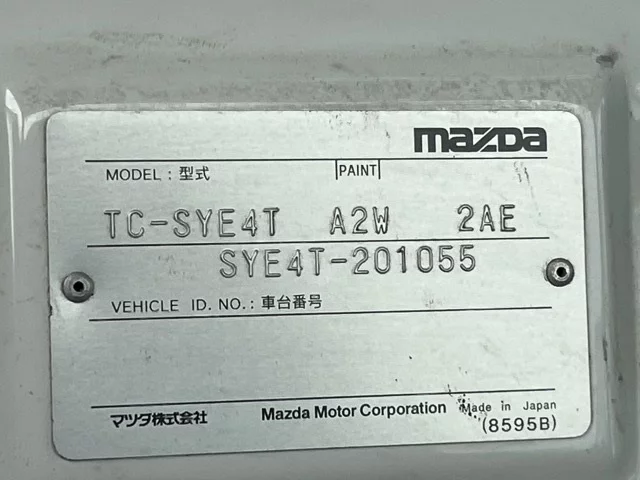 mazda
MODEL: 型式 PAINT
TC-SYE4T A2W 2AE
SYE4T-201055
VEHICLE ID. NO.: 車台番号
マツダ株式会社 Mazda Motor Corporation Made in Japan
(8595B)